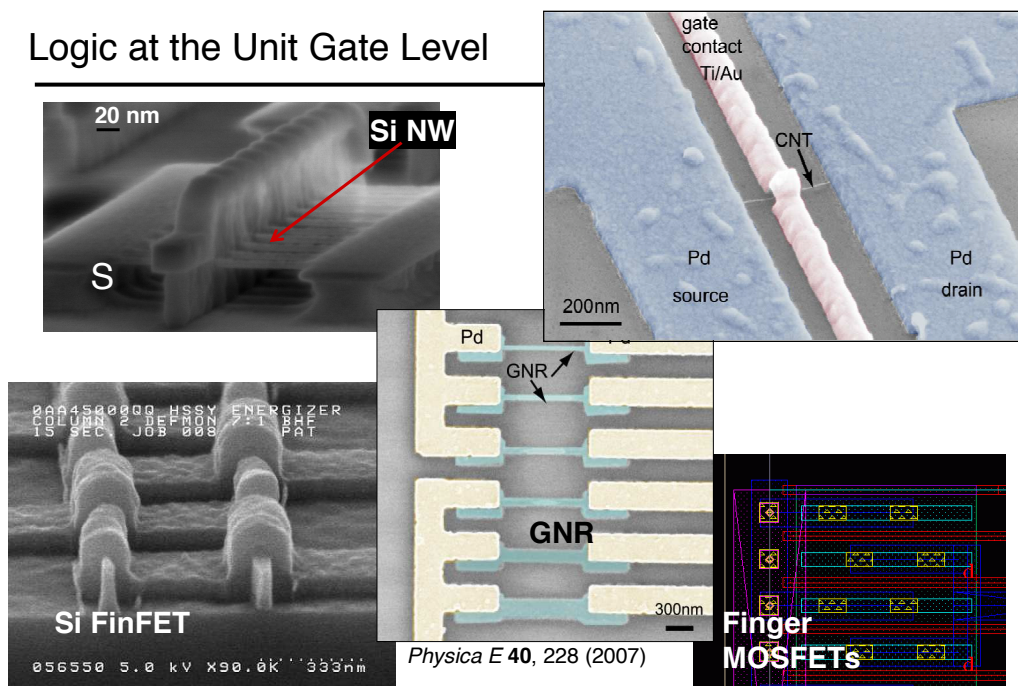 Logic at the Unit Gate Level
20 nm
Si NW
S
gate
contact
Ti/Au
CNT
Pd
source
Pd
drain
200nm
Pd
GNR
GNR
300nm
0AA45000QQ HSSY ENERGIZER
COLUMN 2 DEFMON 7:1 BHF
15 SEC. JOB 008 PAT
Si FinFET
056550 5.0 kV X90.0K 333nm
Physica E 40, 228 (2007)
d
d
Finger
MOSFETs